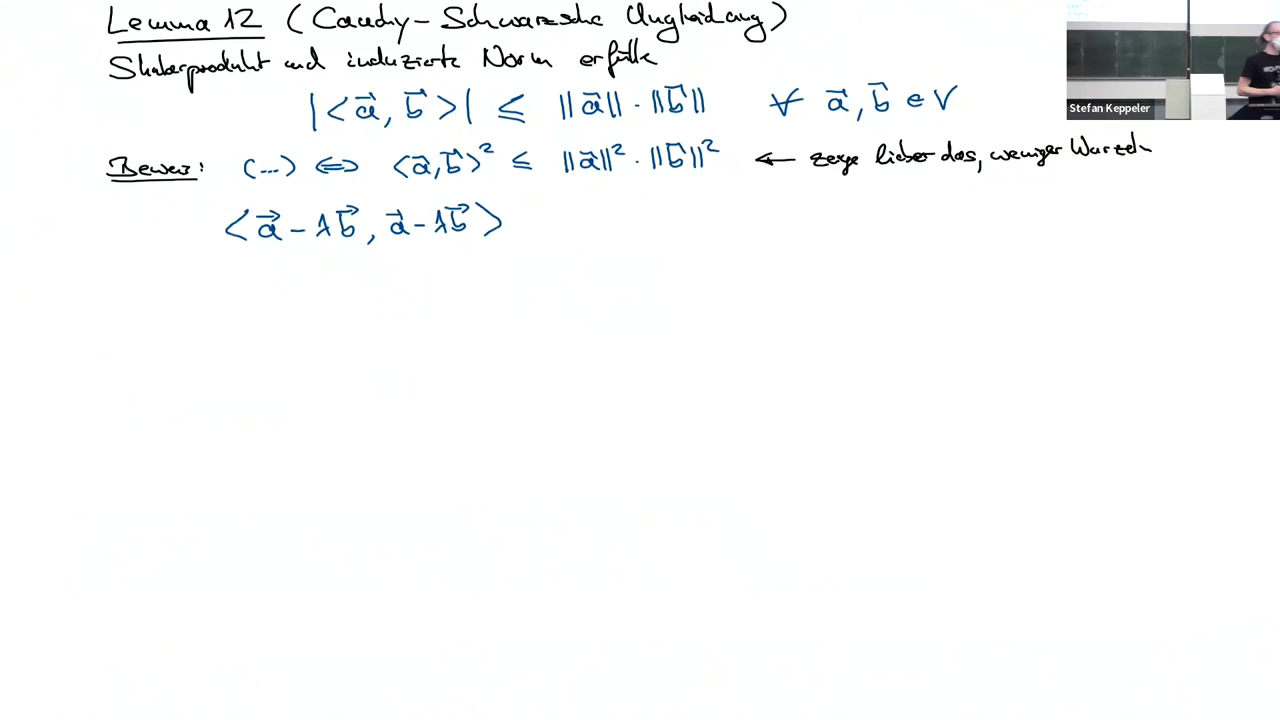 Lemma 12 (Cauchy-Schwarzsche Ungleichung)
Skalarprodukt und induzierte Norm erfülle
|<a⃗, b⃗>| ≤ ||a⃗|| · ||b⃗|| ∀ a⃗, b⃗ ∈ V
Beweis: (...) ⇔ <a⃗, b⃗>² ≤ ||a⃗||² · ||b⃗||² ← zeige lieber das, weniger Wurzeln
<a⃗ - λb⃗, a⃗ - λb⃗>
Stefan Keppeler